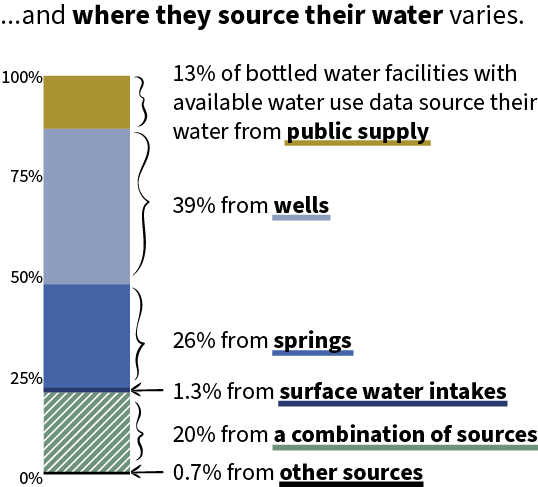 ...and where they source their water varies.
100%
13% of bottled water facilities with
available water use data source their
water from public supply
75%
39% from wells
50%
26% from springs
25%
1.3% from surface water intakes
20% from a combination of sources
0.7% from other sources
0%